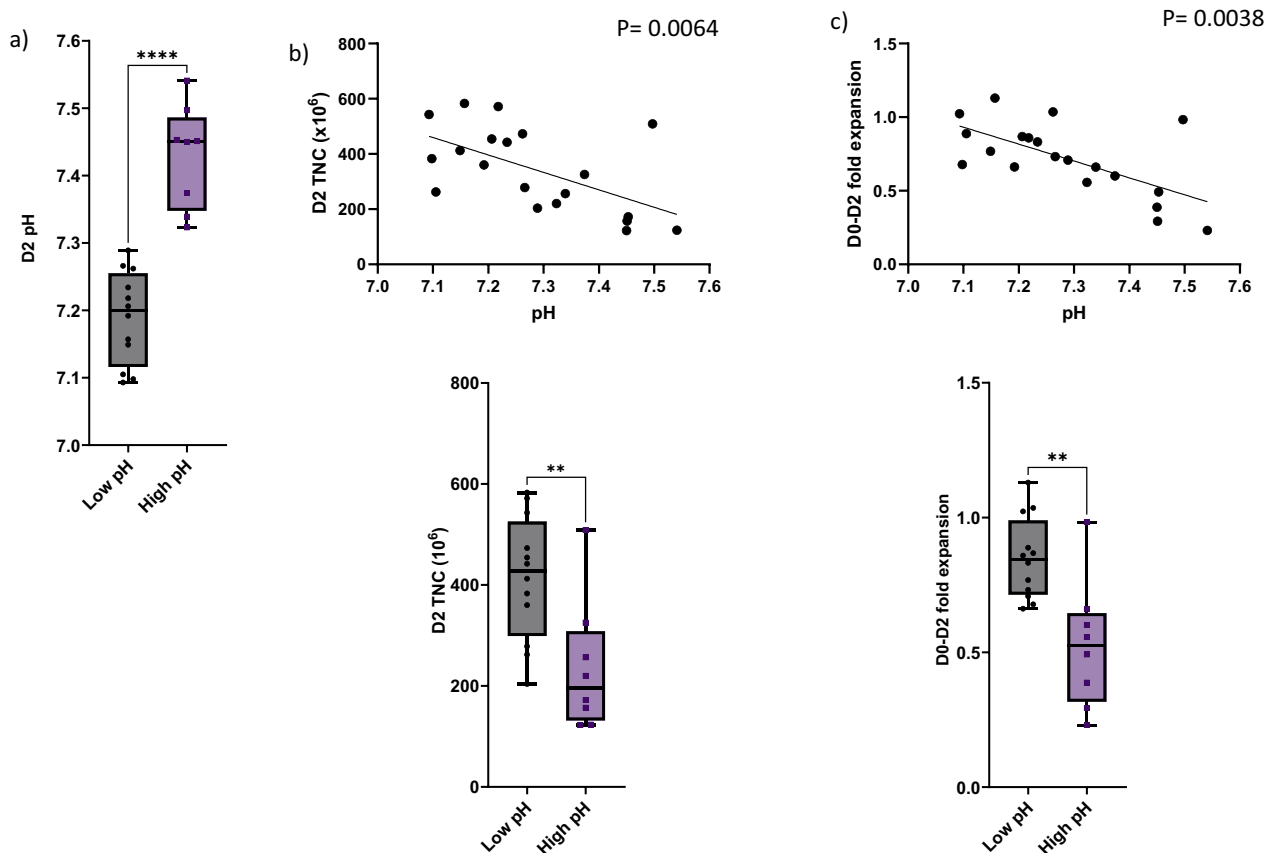 a)
7.6
7.5
7.4
7.3
7.2
7.1
7.0
D2 pH
****
Low pH
High pH
b)
P= 0.0064
800
600
400
200
0
D2 TNC (x10⁶)
7.0 7.1 7.2 7.3 7.4 7.5 7.6
pH
800
600
400
200
0
D2 TNC (10⁶)
**
Low pH
High pH
c)
P= 0.0038
1.5
1.0
0.5
0.0
D0-D2 fold expansion
7.0 7.1 7.2 7.3 7.4 7.5 7.6
pH
1.5
1.0
0.5
0.0
D0-D2 fold expansion
**
Low pH
High pH